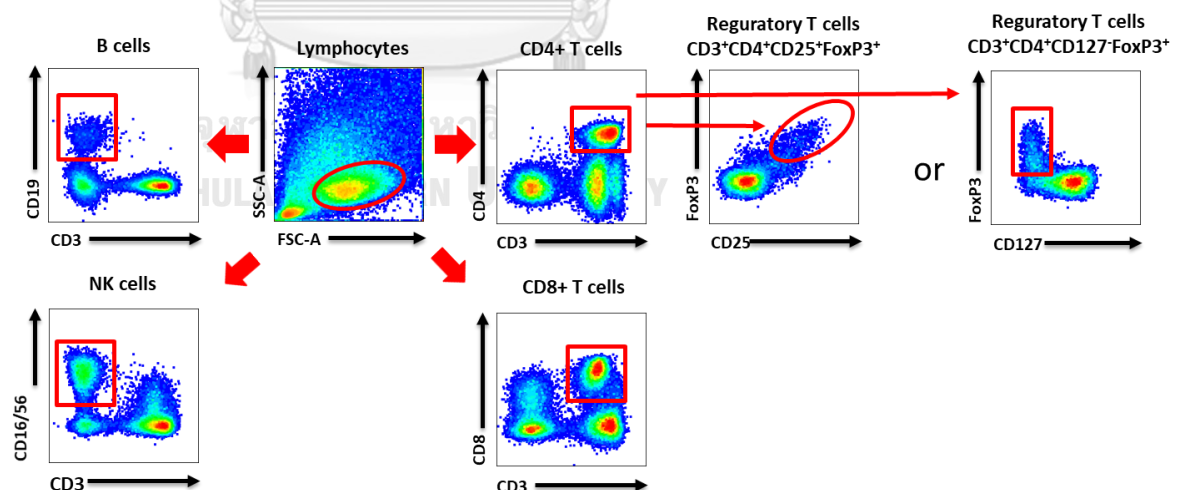 B cells
CD19
CD3
Lymphocytes
SSC-A
FSC-A
CD4+ T cells
CD4
CD3
Reguratory T cells
CD3⁺CD4⁺CD25⁺FoxP3⁺
FoxP3
CD25
or
Reguratory T cells
CD3⁺CD4⁺CD127⁻FoxP3⁺
FoxP3
CD127
NK cells
CD16/56
CD3
CD8+ T cells
CD8
CD3